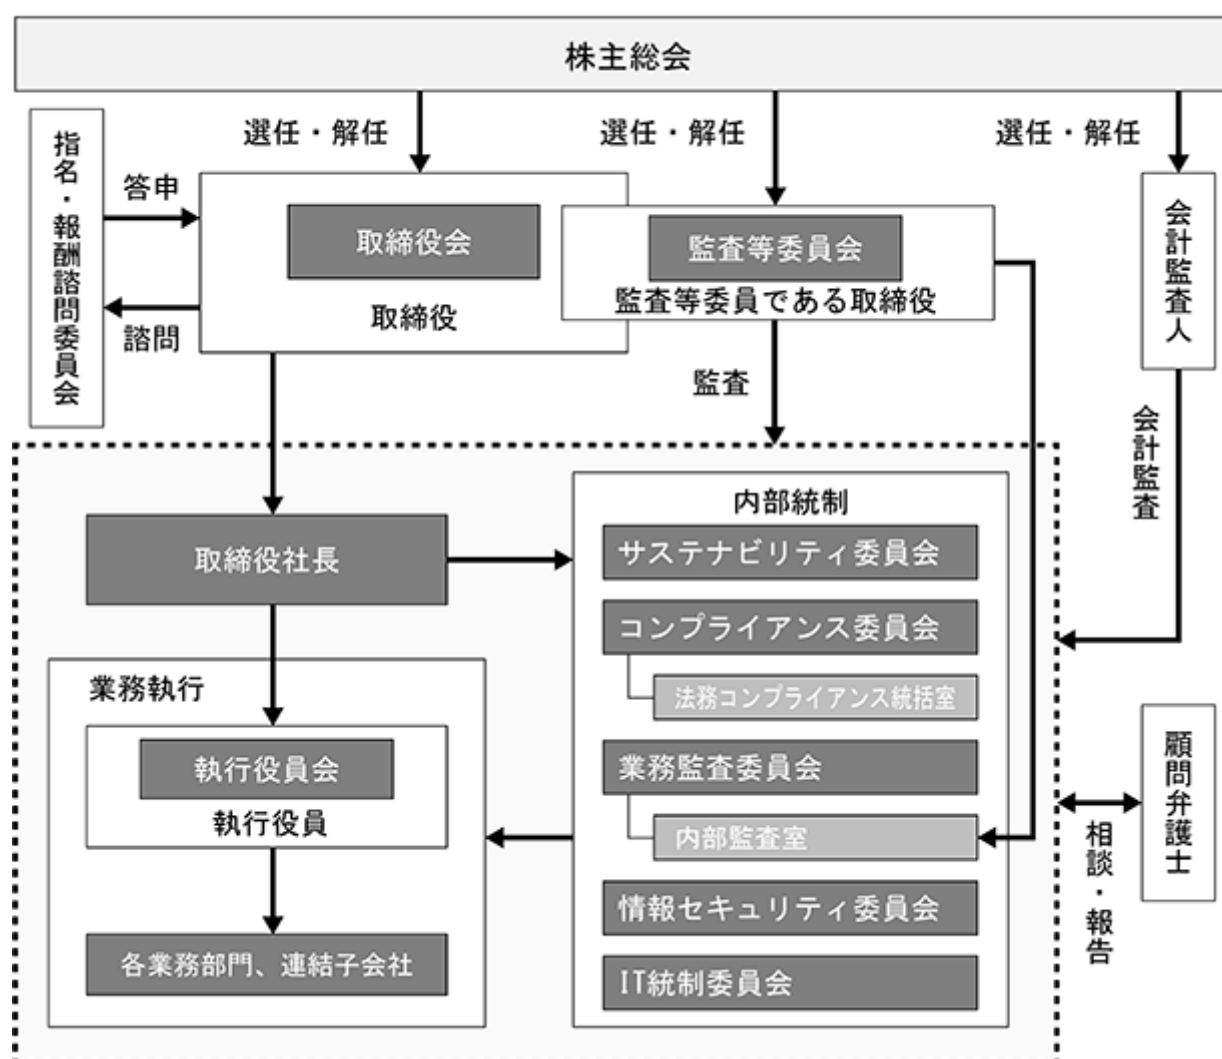 株主総会
選任・解任
選任・解任
選任・解任
指名・報酬諮問委員会
答申
諮問
取締役会
取締役
監査等委員会
監査等委員である取締役
会計監査人
監査
会計監査
取締役社長
内部統制
サステナビリティ委員会
コンプライアンス委員会
法務コンプライアンス統括室
業務監査委員会
内部監査室
情報セキュリティ委員会
IT統制委員会
業務執行
執行役員会
執行役員
各業務部門、連結子会社
顧問弁護士
相談・報告